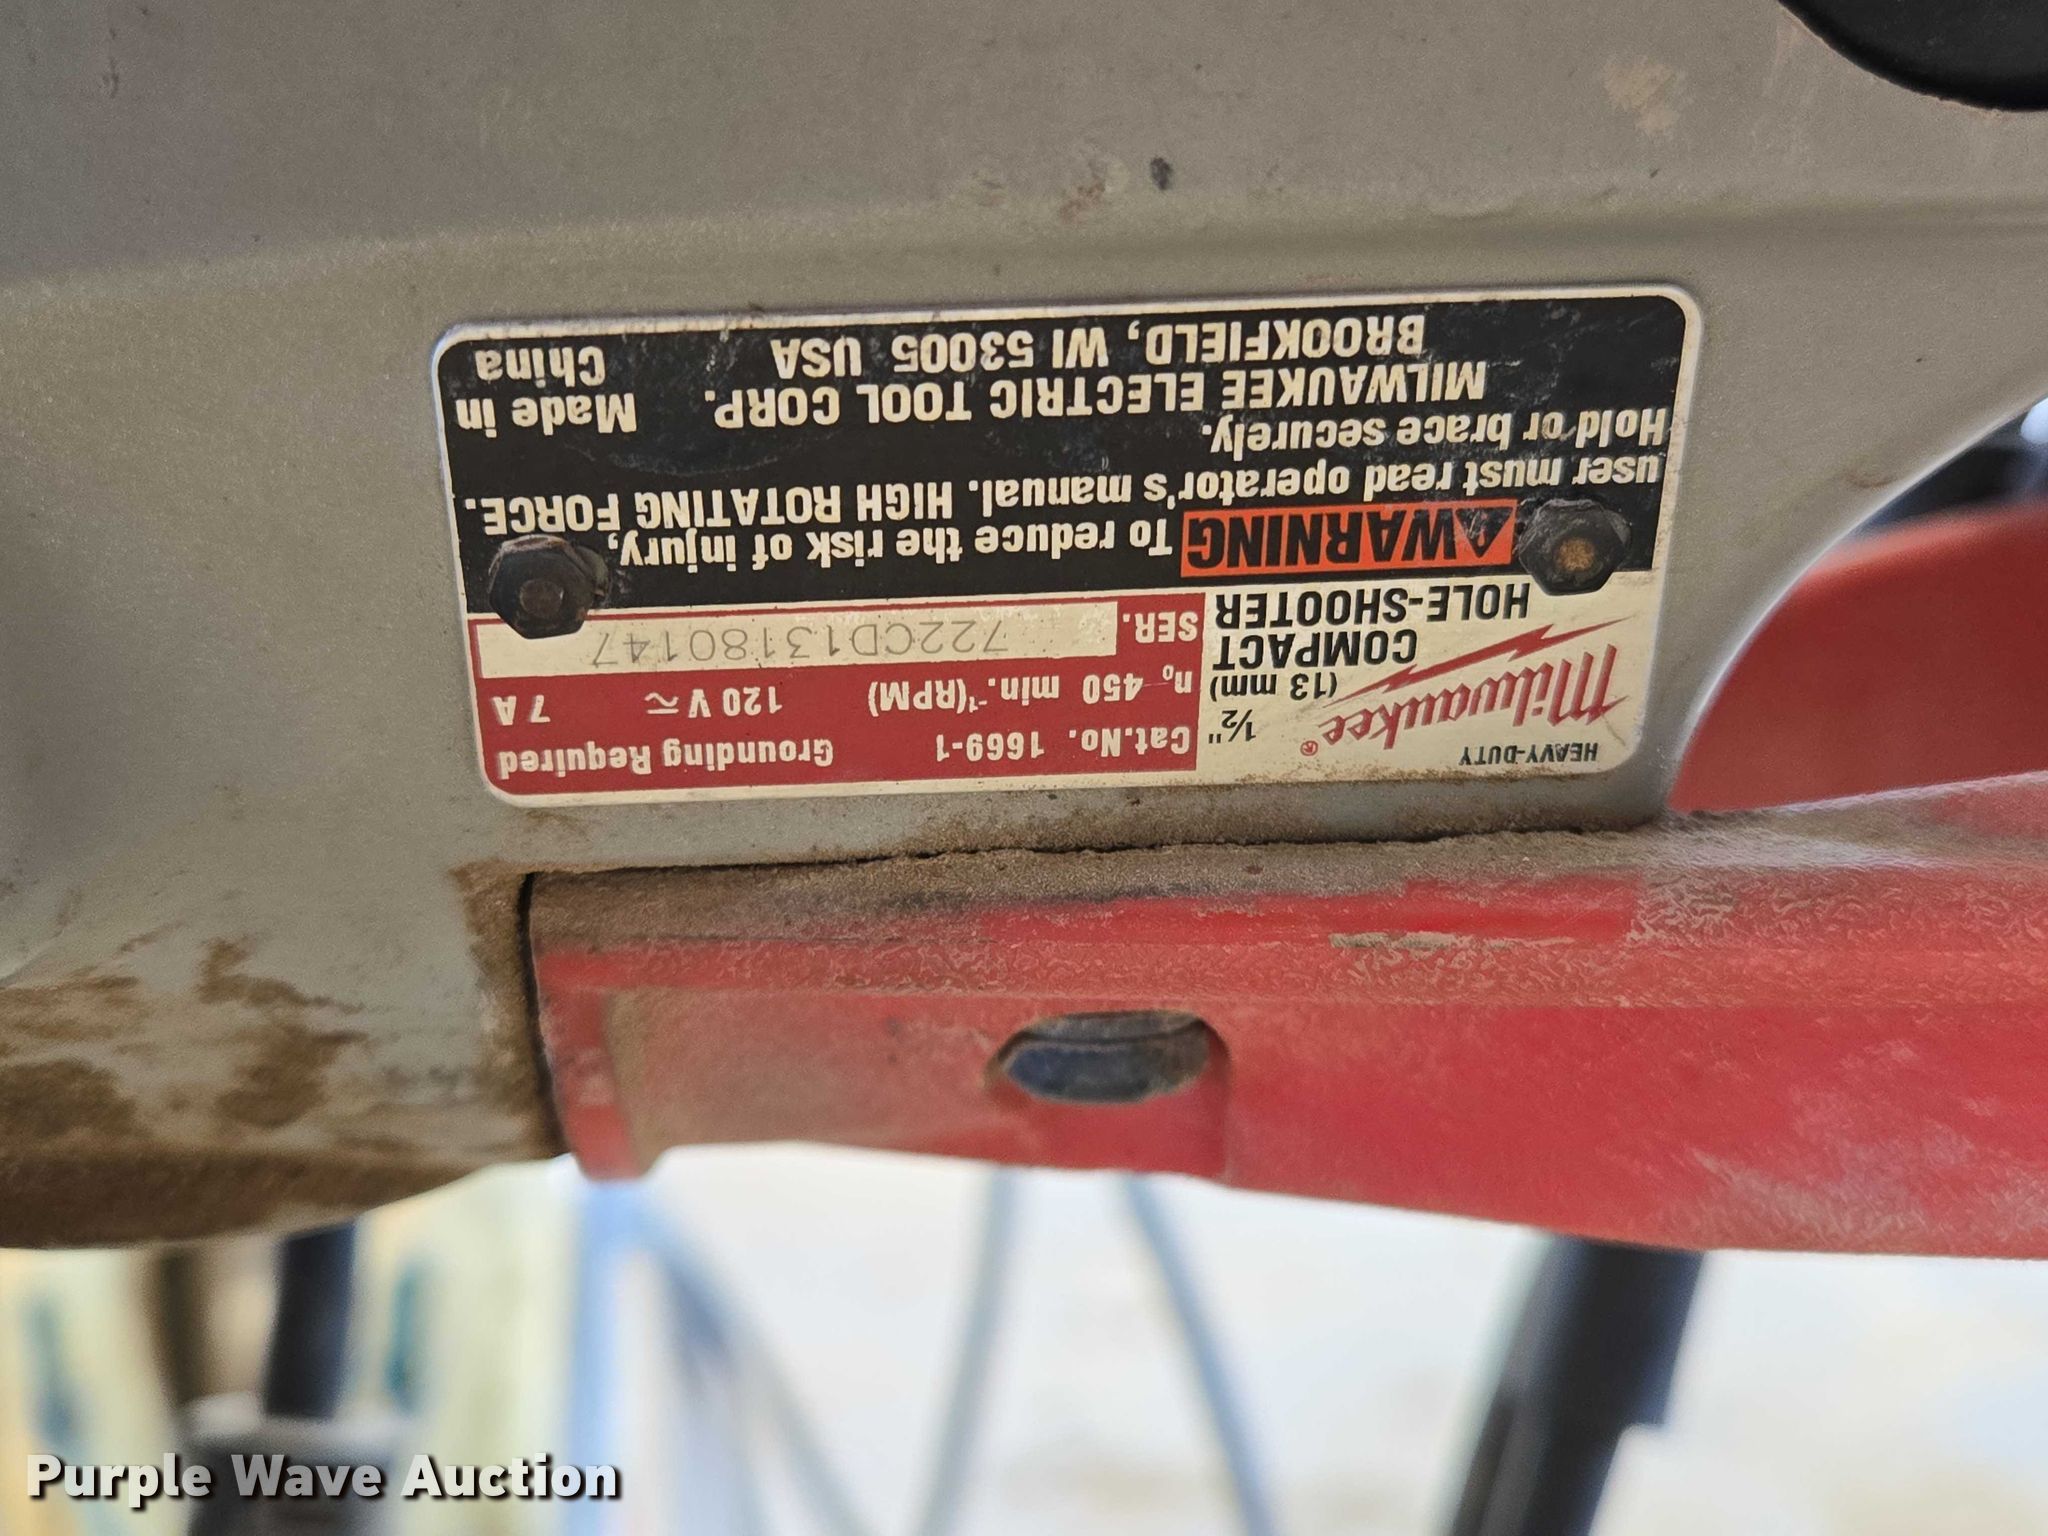 HEAVY-DUTY
Milwaukee®
1/2"
(13 mm)
COMPACT
HOLE-SHOOTER
Cat.No. 1669-1 Grounding Required
n₀ 450 min.⁻¹(RPM) 120 V ⎓~ 7 A
SER. 722CD13180147
⚠WARNING To reduce the risk of injury,
user must read operator's manual. HIGH ROTATING FORCE.
Hold or brace securely.
MILWAUKEE ELECTRIC TOOL CORP.
BROOKFIELD, WI 53005 USA
Made in
China
Purple Wave Auction